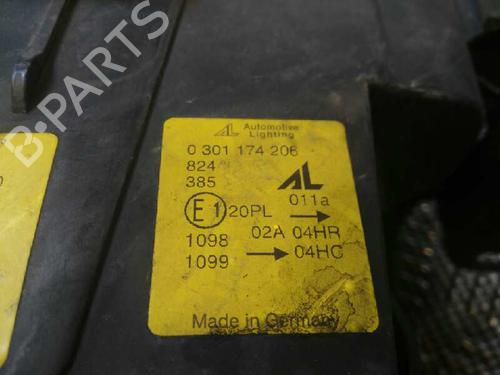 B-PARTS
AL Automotive Lighting
0 301 174 206
824
385 AL
011a
E1 20PL →
1098 02A 04HR
1099 → 04HC
Made in Germany